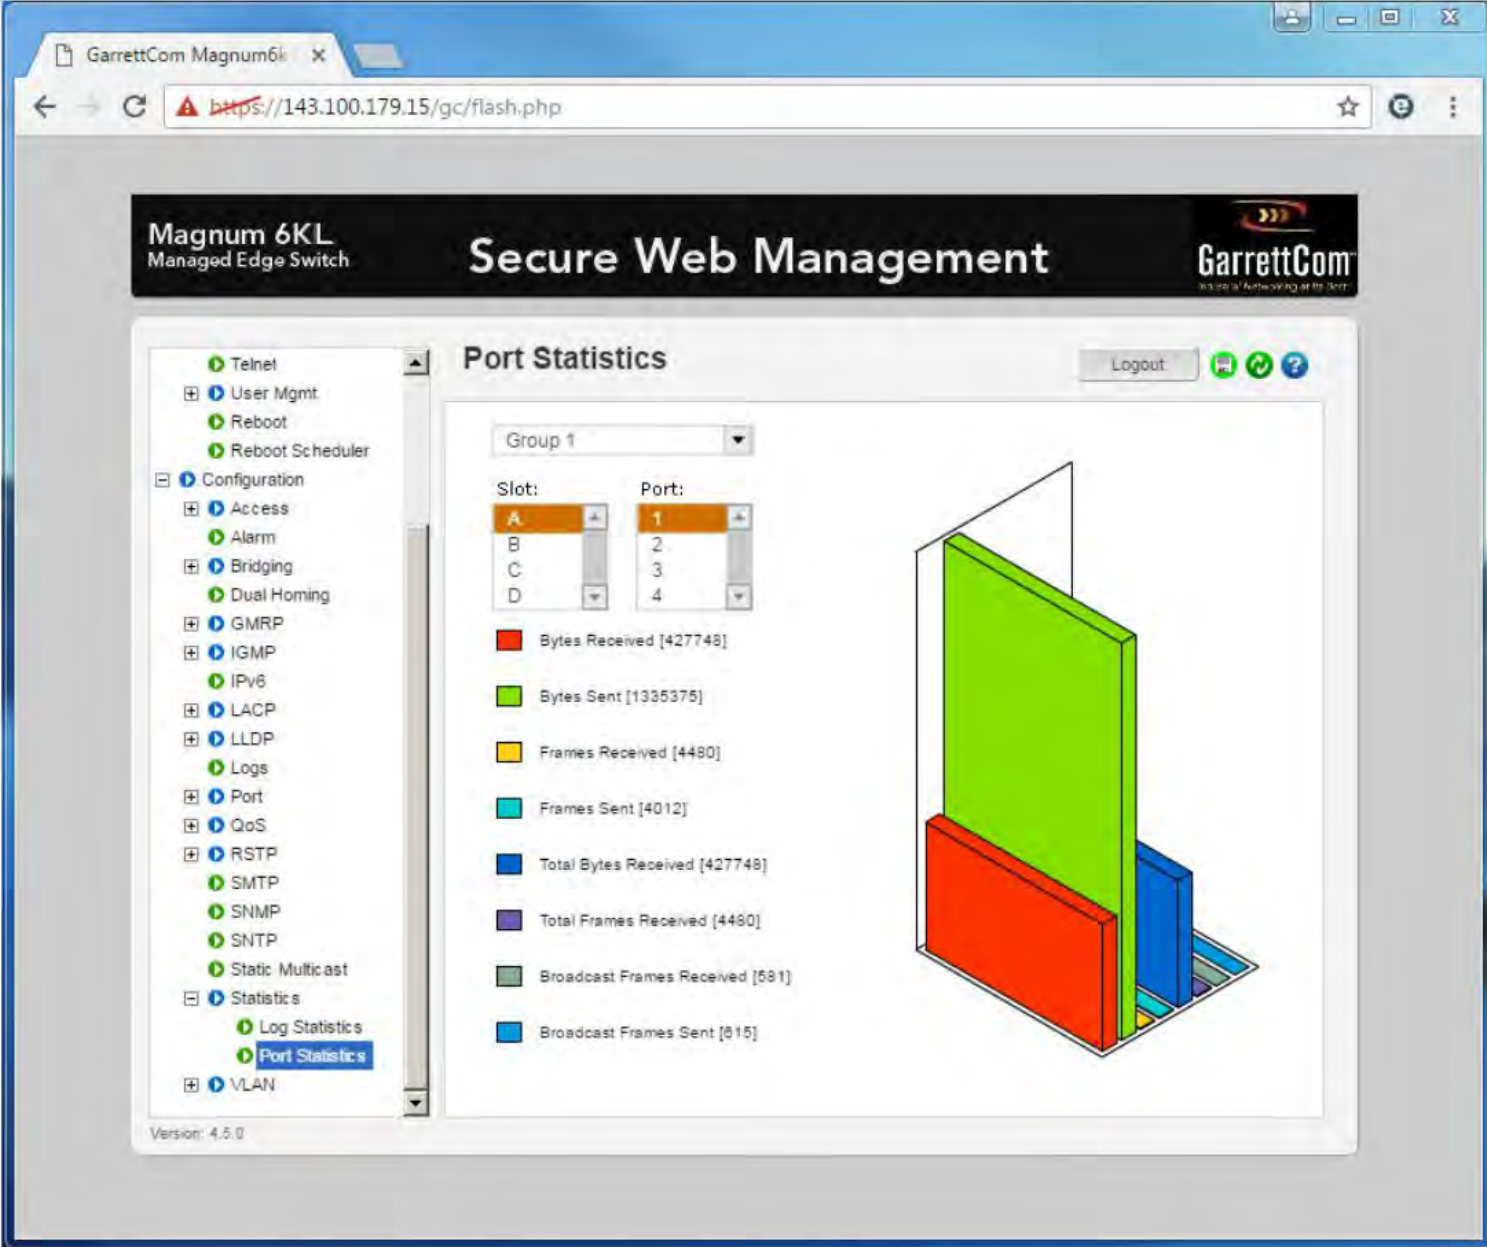 GarrettCom Magnum6k
https://143.100.179.15/gc/flash.php
Magnum 6KL
Managed Edge Switch
Secure Web Management
GarrettCom
Telnet
User Mgmt
Reboot
Reboot Scheduler
Configuration
Access
Alarm
Bridging
Dual Homing
GMRP
IGMP
IPv6
LACP
LLDP
Logs
Port
QoS
RSTP
SMTP
SNMP
SNTP
Static Multicast
Statistics
Log Statistics
Port Statistics
VLAN
Version: 4.5.0
Port Statistics
Logout
Group 1
Slot: Port:
A 1
B 2
C 3
D 4
Bytes Received [427748]
Bytes Sent [1335375]
Frames Received [4480]
Frames Sent [4012]
Total Bytes Received [427748]
Total Frames Received [4480]
Broadcast Frames Received [581]
Broadcast Frames Sent [615]